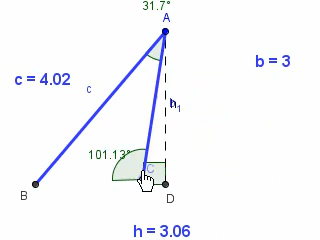 31.7°
A
c = 4.02
c
b = 3
h₁
101.13°
C
B
D
h = 3.06